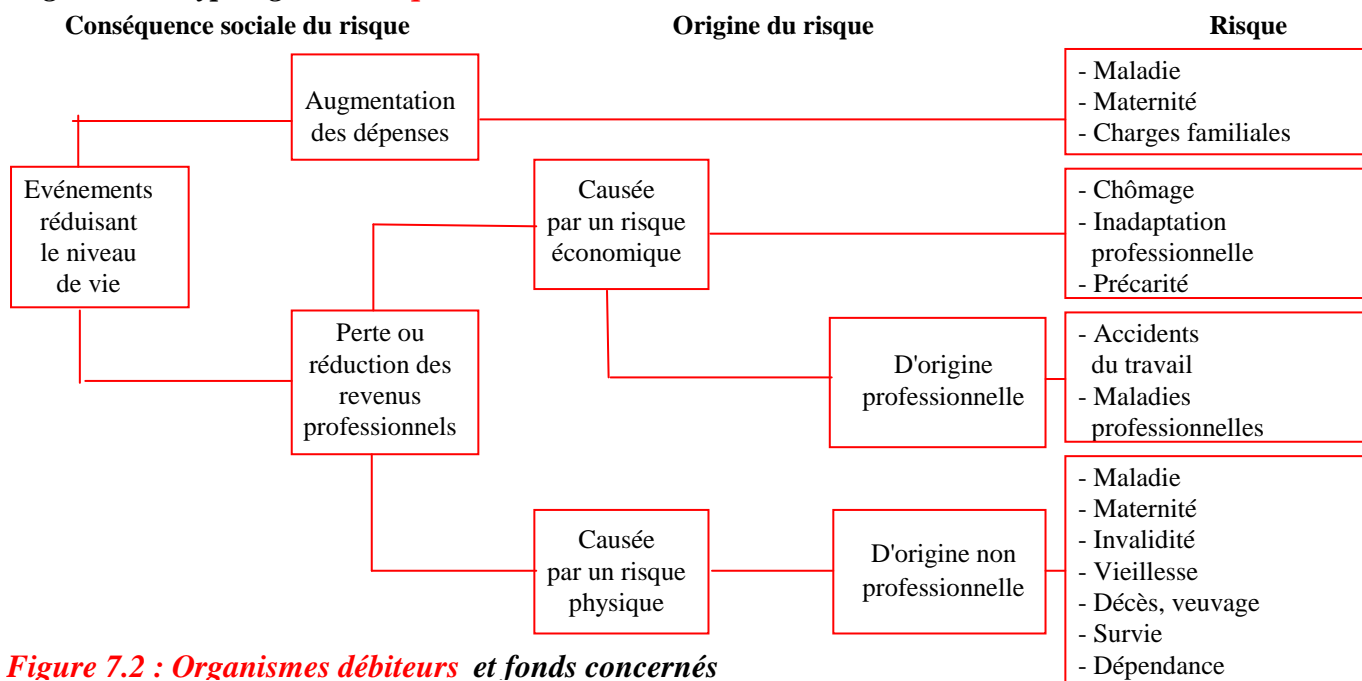 Conséquence sociale du risque
Origine du risque
Risque
Augmentation
des dépenses
- Maladie
- Maternité
- Charges familiales
Evénements
réduisant
le niveau
de vie
Causée
par un risque
économique
- Chômage
- Inadaptation
professionnelle
- Précarité
Perte ou
réduction des
revenus
professionnels
D'origine
professionnelle
- Accidents
du travail
- Maladies
professionnelles
Causée
par un risque
physique
D'origine non
professionnelle
- Maladie
- Maternité
- Invalidité
- Vieillesse
- Décès, veuvage
- Survie
- Dépendance
Figure 7.2 : Organismes débiteurs et fonds concernés